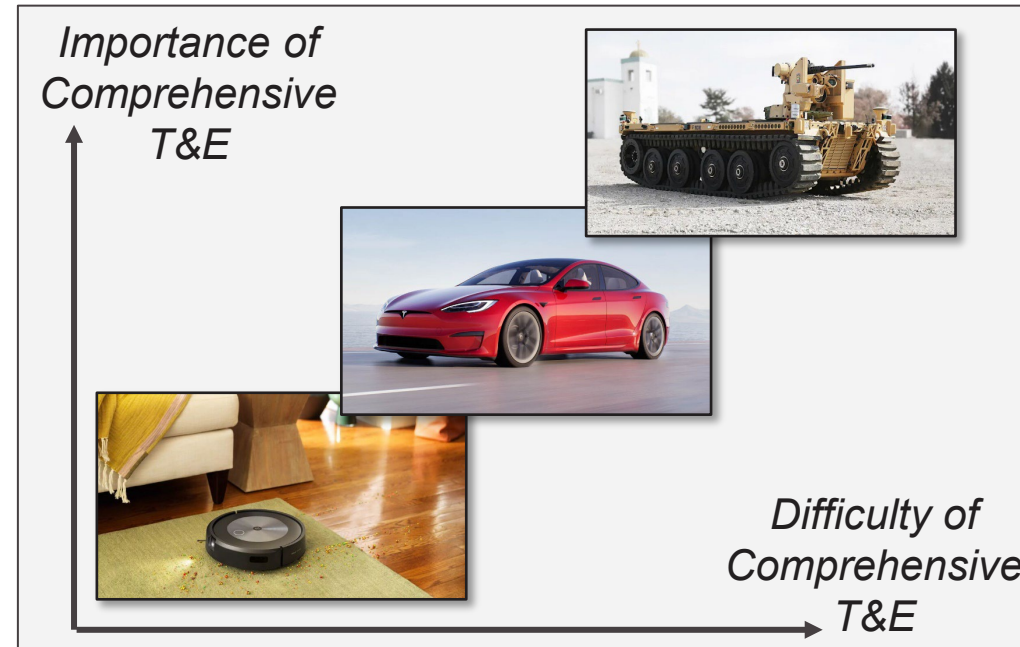 Importance of
Comprehensive
T&E
Difficulty of
Comprehensive
T&E